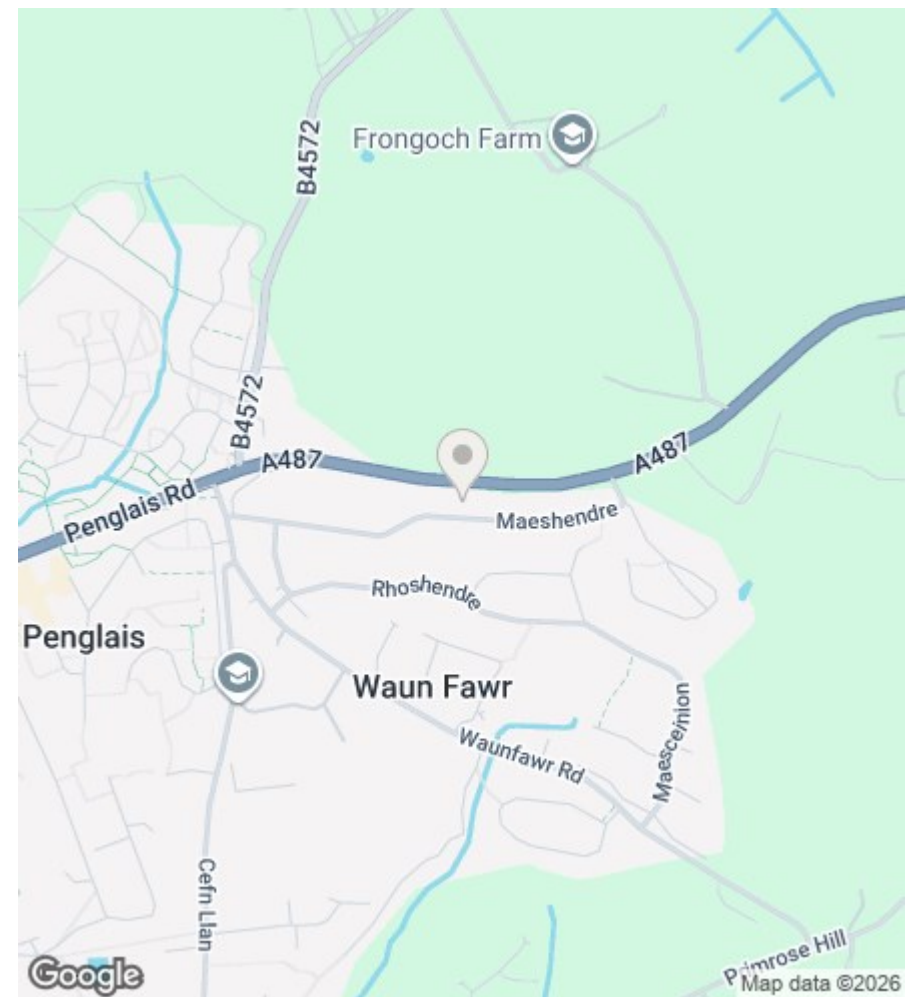 Frongoch Farm
B4572
B4572
A487
A487
Penglais Rd
Maeshendre
Rhoshendre
Penglais
Waun Fawr
Maesceinion
Waunfawr Rd
Cefn Llan
Primrose Hill
Google
Map data ©2026